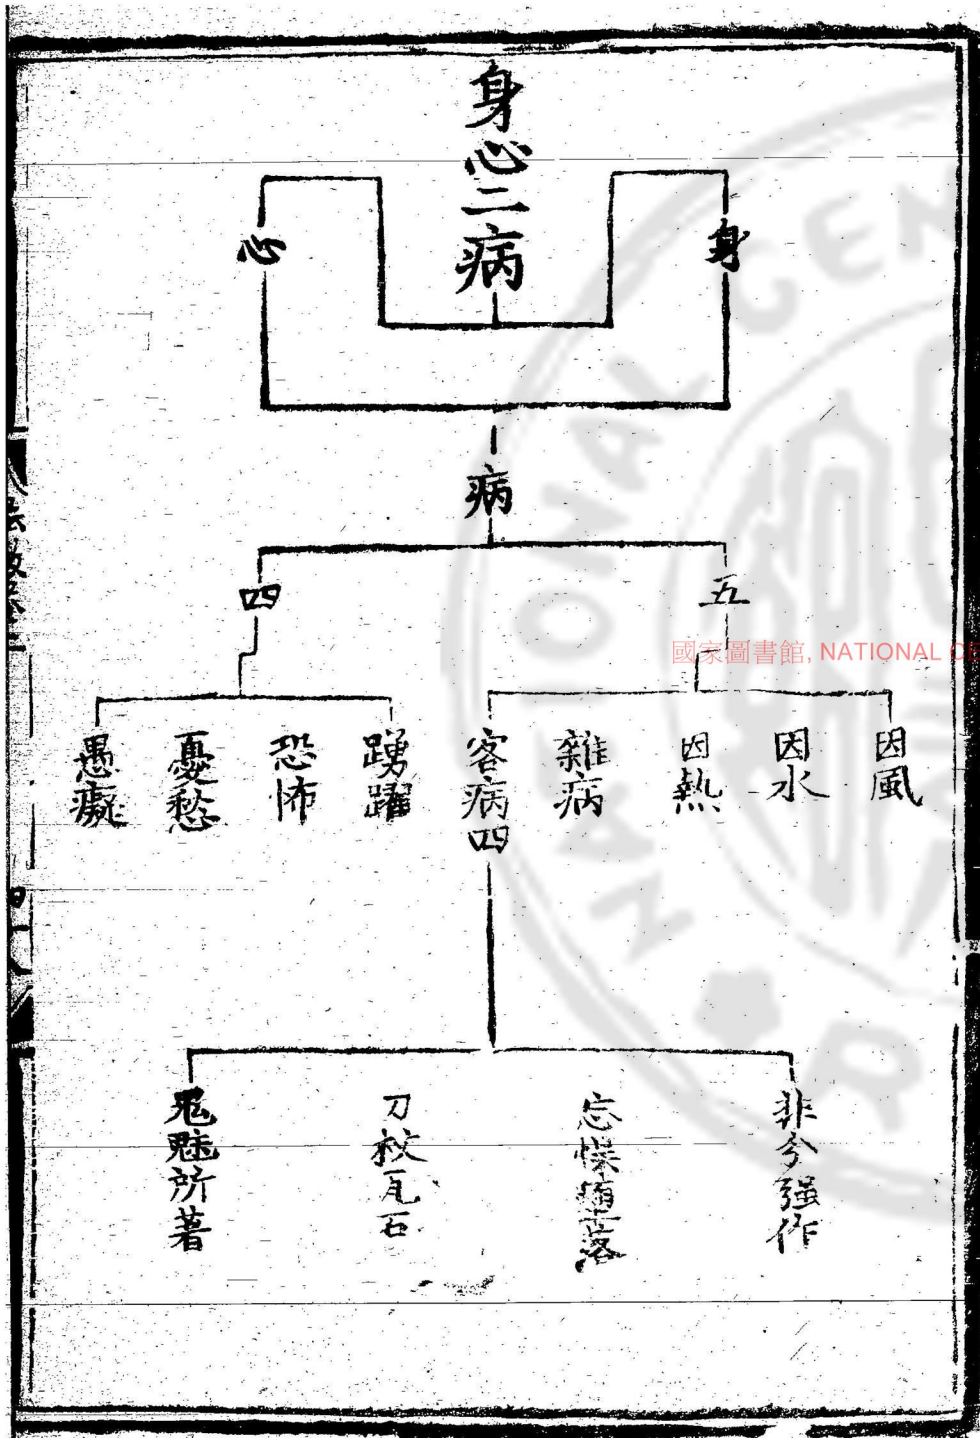 身心二病
身
心
病
五
四
因風
因水
因熱
雜病
客病四
踴躍
恐怖
憂愁
愚癡
非分強作
忘誤墮落
刀杖瓦石
鬼魅所著
國家圖書館, NATIONAL CE